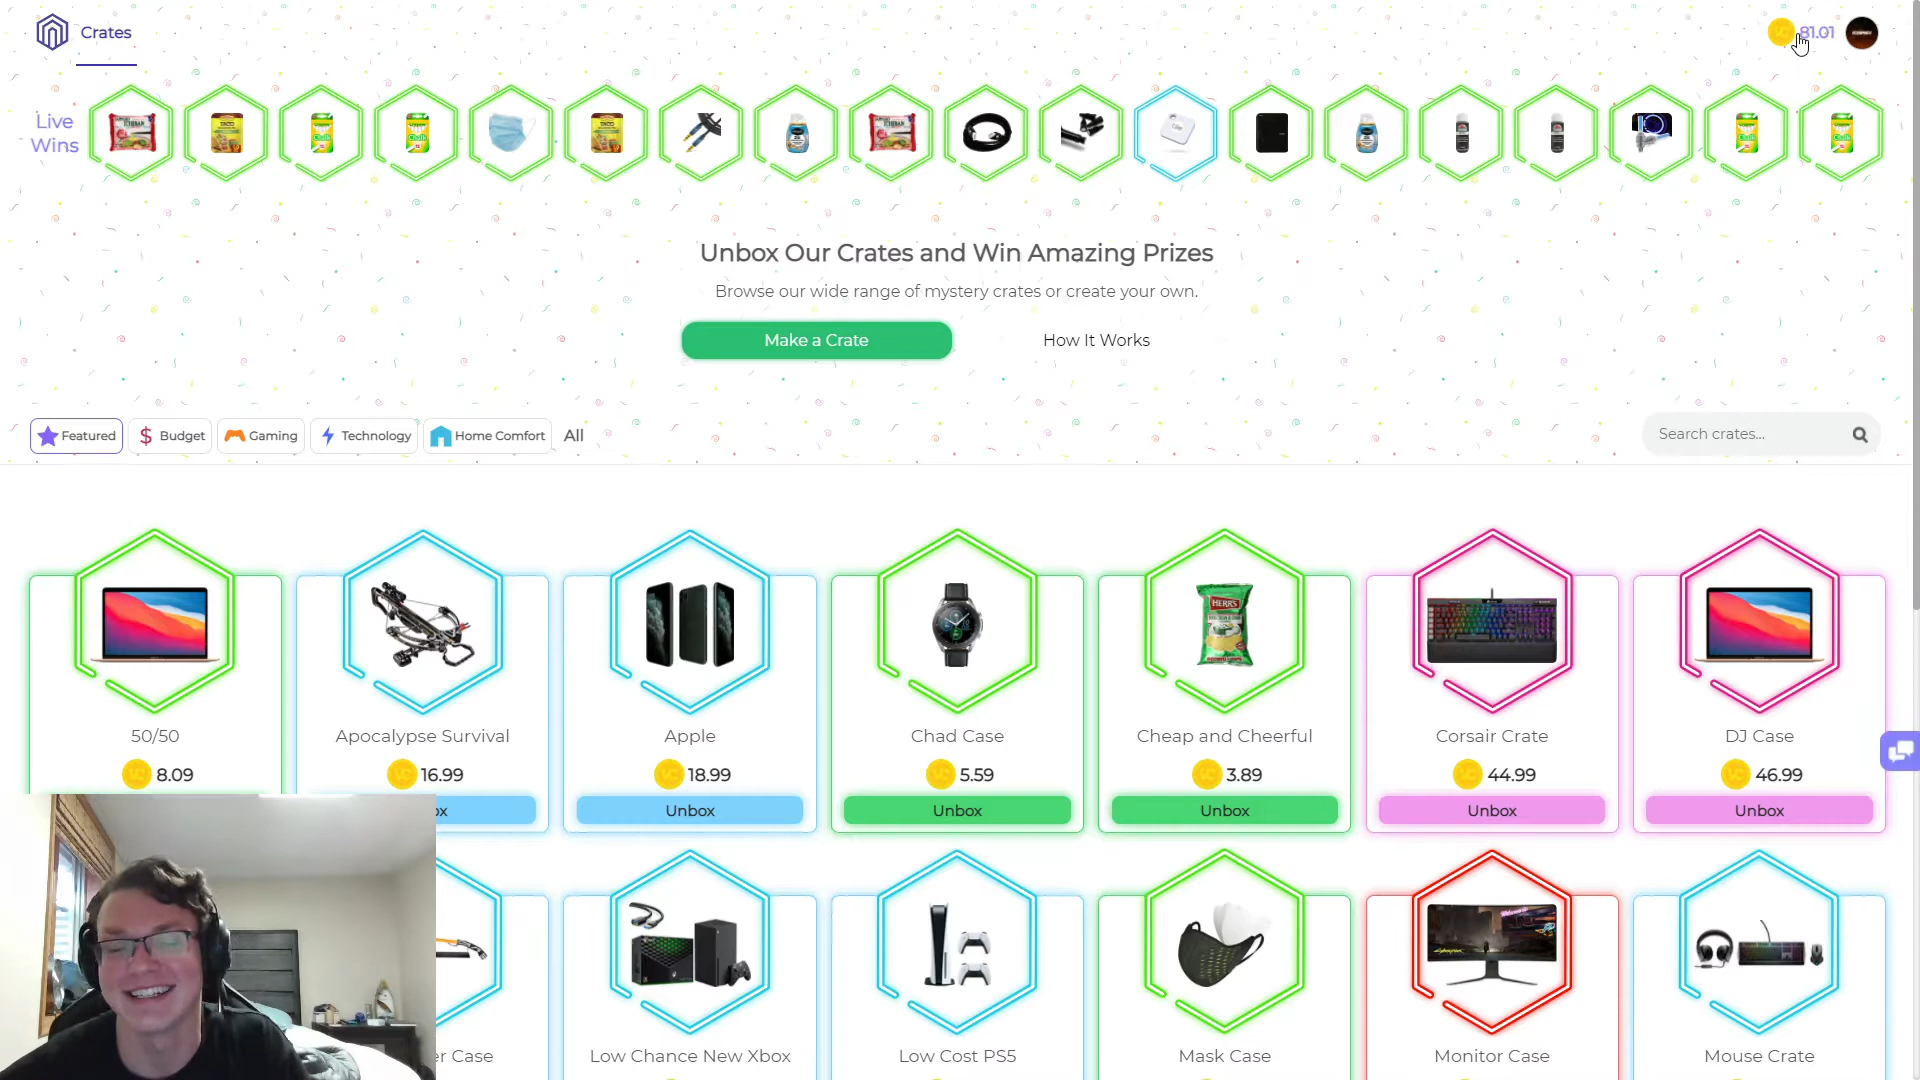 Crates
81.01
Live
Wins
Unbox Our Crates and Win Amazing Prizes
Browse our wide range of mystery crates or create your own.
Make a Crate
How It Works
Featured
Budget
Gaming
Technology
Home Comfort
All
Search crates...
HERR'S
50/50
Apocalypse Survival
Apple
Chad Case
Cheap and Cheerful
Corsair Crate
DJ Case
8.09
16.99
18.99
5.59
3.89
44.99
46.99
ox
Unbox
Unbox
Unbox
Unbox
Unbox
er Case
Low Chance New Xbox
Low Cost PS5
Mask Case
Monitor Case
Mouse Crate